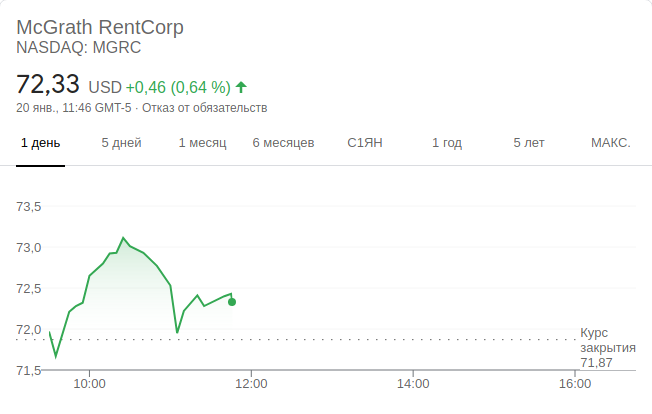 McGrath RentCorp
NASDAQ: MGRC
72,33 USD +0,46 (0,64 %)
20 янв., 11:46 GMT-5 · Отказ от обязательств
1 день 5 дней 1 месяц 6 месяцев С1ЯН 1 год 5 лет МАКС.
73,5
73,0
72,5
72,0
Курс
закрытия
71,87
71,5
10:00 12:00 14:00 16:00